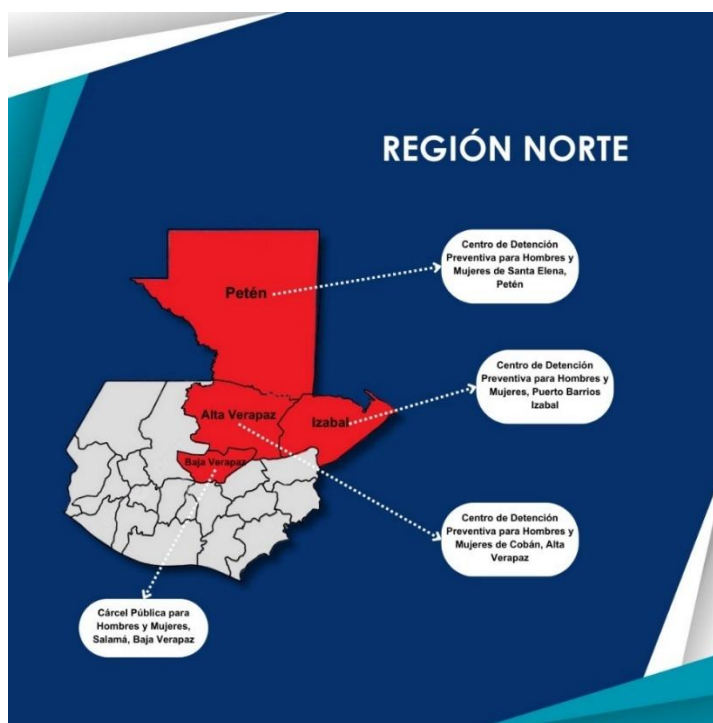 REGIÓN NORTE
Centro de Detención
Preventiva para Hombres y
Mujeres de Santa Elena,
Petén
Petén
Centro de Detención
Preventiva para Hombres y
Mujeres, Puerto Barrios
Izabal
Alta Verapaz
Izabal
Baja Verapaz
Centro de Detención
Preventiva para Hombres y
Mujeres de Cobán, Alta
Verapaz
Cárcel Pública para
Hombres y Mujeres,
Salamá, Baja Verapaz